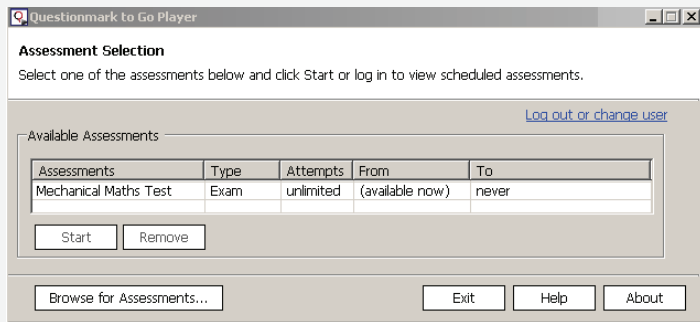 Questionmark to Go Player
Assessment Selection
Select one of the assessments below and click Start or log in to view scheduled assessments.
Log out or change user
Available Assessments
Assessments Type Attempts From To
Mechanical Maths Test Exam unlimited (available now) never
Start Remove
Browse for Assessments... Exit Help About